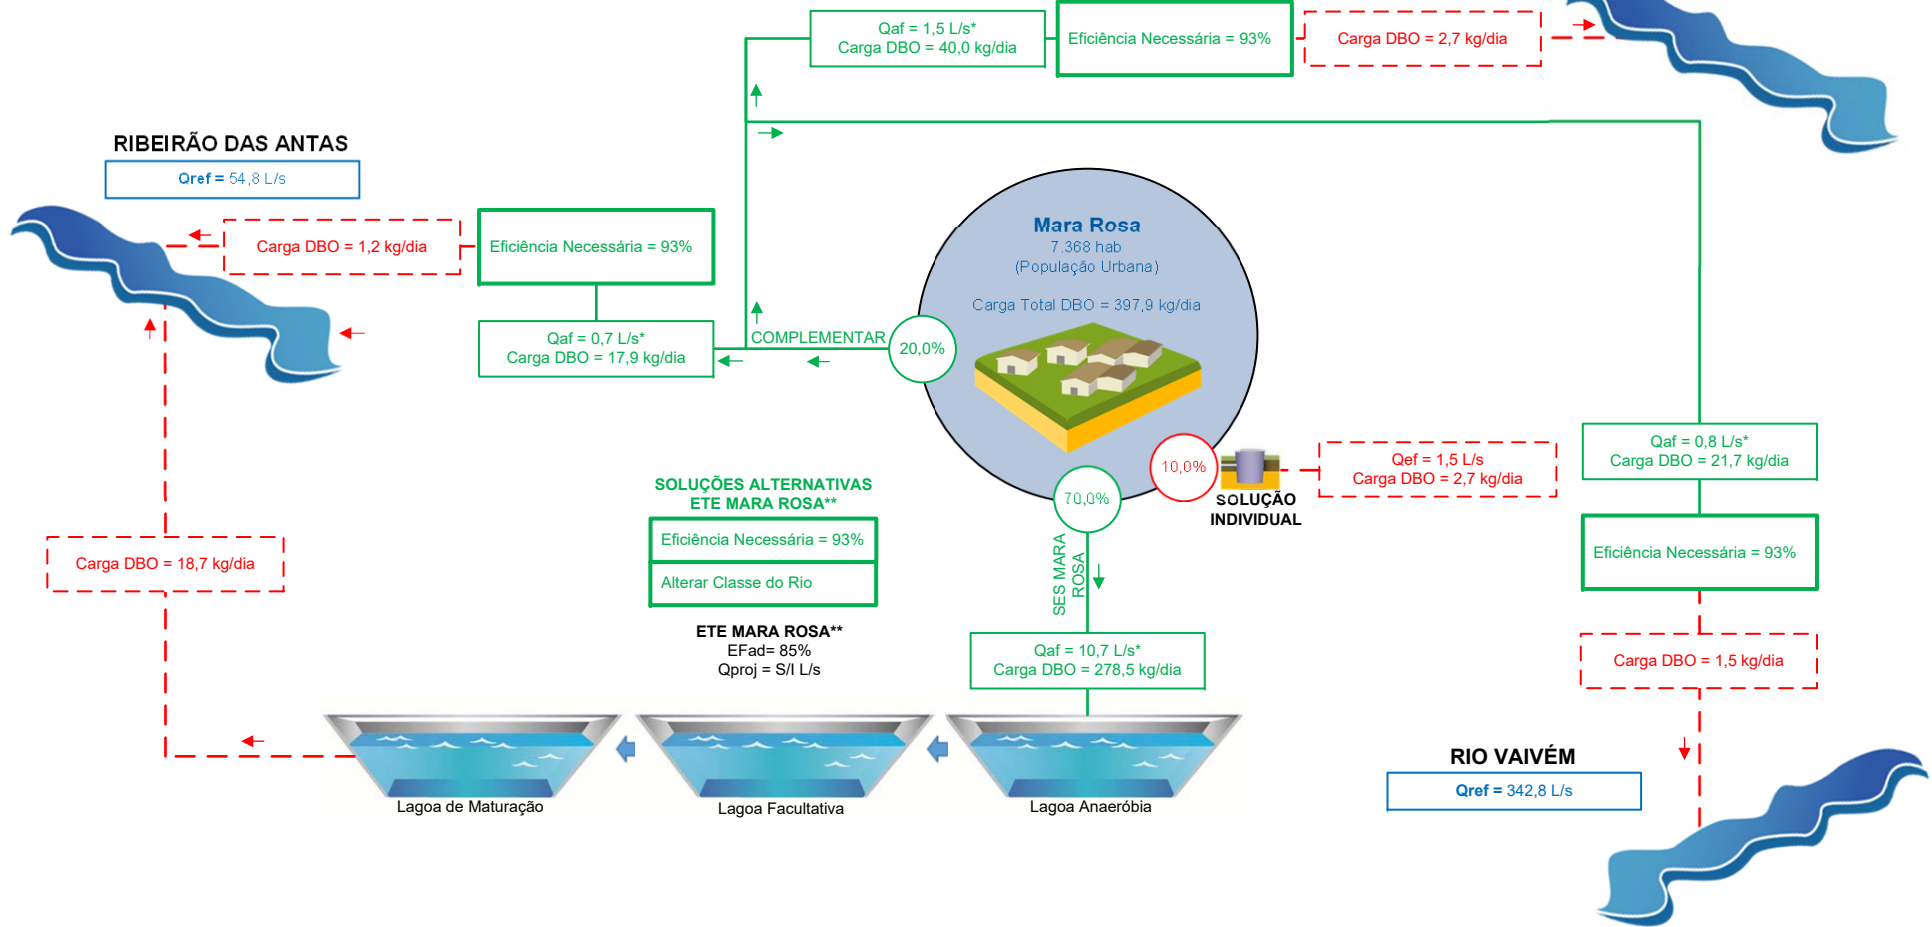 Qaf = 1,5 L/s*
Carga DBO = 40,0 kg/dia
Eficiência Necessária = 93%
Carga DBO = 2,7 kg/dia
RIBEIRÃO DAS ANTAS
Qref = 54,8 L/s
Carga DBO = 1,2 kg/dia
Eficiência Necessária = 93%
Qaf = 0,7 L/s*
Carga DBO = 17,9 kg/dia
COMPLEMENTAR
20,0%
Mara Rosa
7.368 hab
(População Urbana)
Carga Total DBO = 397,9 kg/dia
10,0%
SOLUÇÃO
INDIVIDUAL
Qef = 1,5 L/s
Carga DBO = 2,7 kg/dia
Qaf = 0,8 L/s*
Carga DBO = 21,7 kg/dia
Eficiência Necessária = 93%
Carga DBO = 1,5 kg/dia
70,0%
SES MARA
ROSA
SOLUÇÕES ALTERNATIVAS
ETE MARA ROSA**
Eficiência Necessária = 93%
Alterar Classe do Rio
ETE MARA ROSA**
EFad= 85%
Qproj = S/I L/s
Qaf = 10,7 L/s*
Carga DBO = 278,5 kg/dia
Carga DBO = 18,7 kg/dia
Lagoa de Maturação
Lagoa Facultativa
Lagoa Anaeróbia
RIO VAIVÉM
Qref = 342,8 L/s